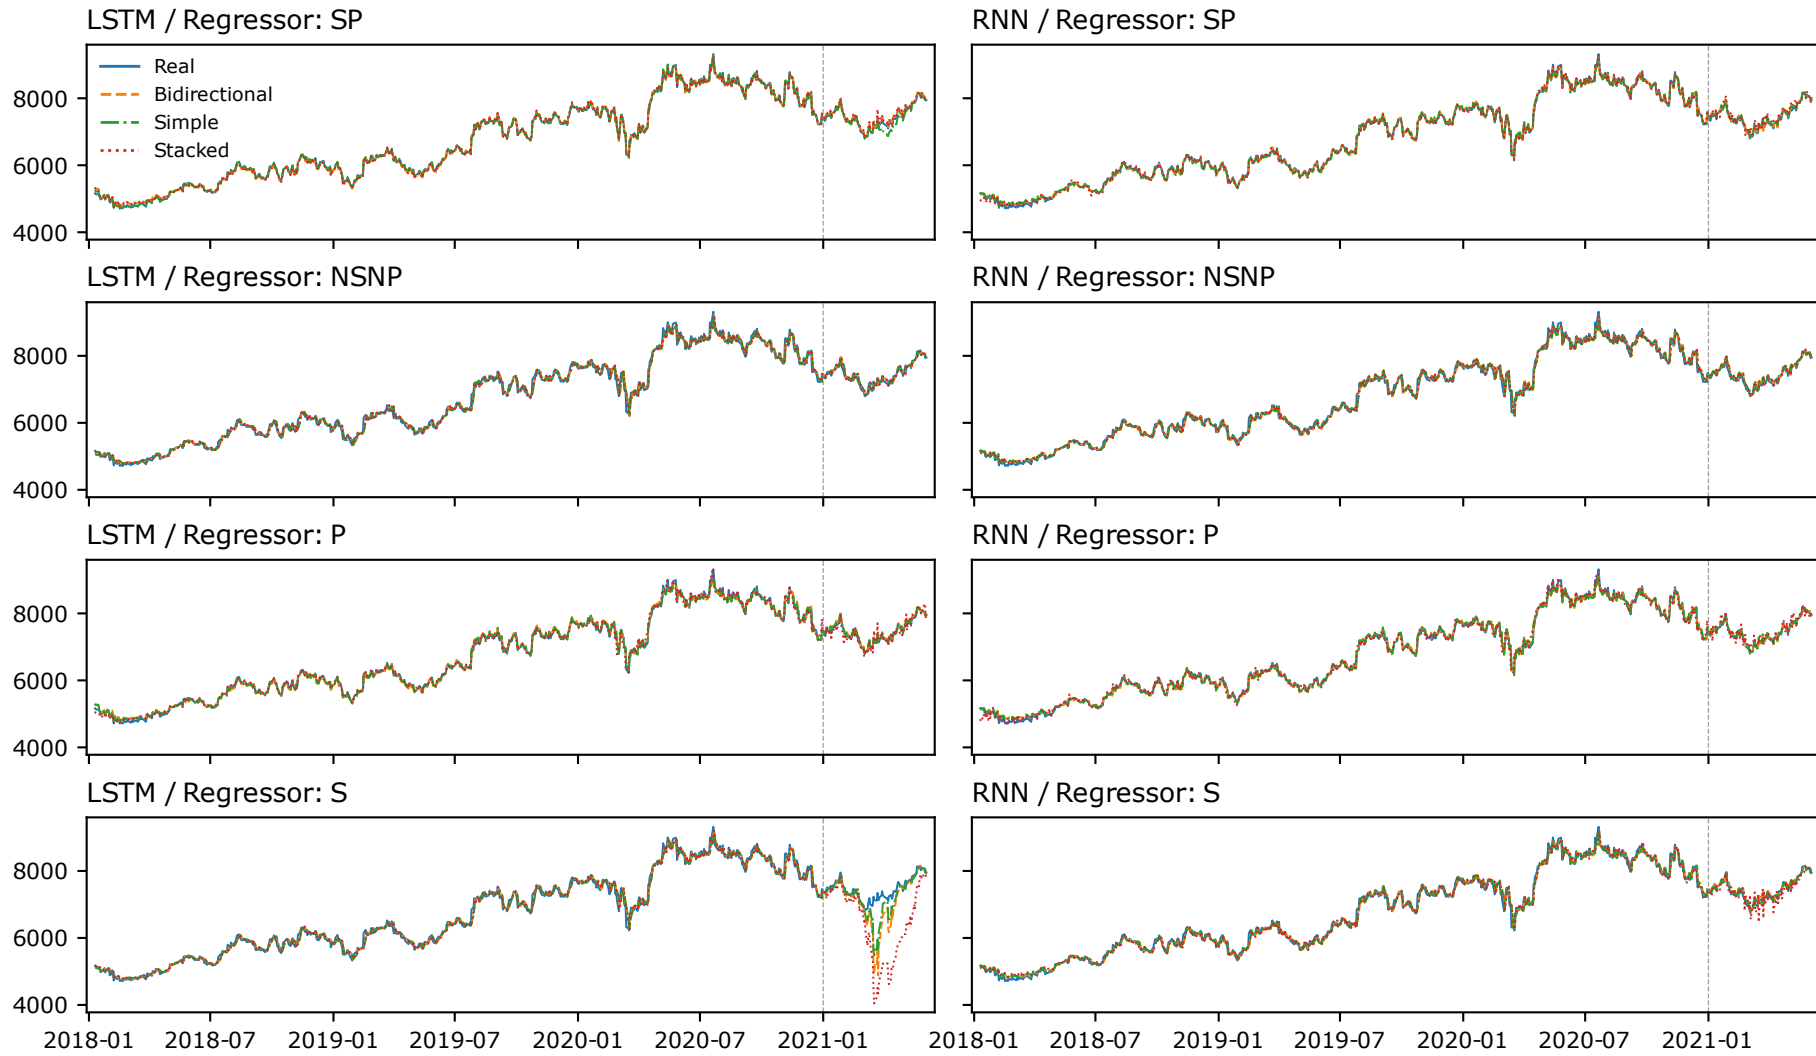 LSTM / Regressor: SP
RNN / Regressor: SP
Real
Bidirectional
Simple
Stacked
8000
6000
4000
LSTM / Regressor: NSNP
RNN / Regressor: NSNP
8000
6000
4000
LSTM / Regressor: P
RNN / Regressor: P
8000
6000
4000
LSTM / Regressor: S
RNN / Regressor: S
8000
6000
4000
2018-01 2018-07 2019-01 2019-07 2020-01 2020-07 2021-01
2018-01 2018-07 2019-01 2019-07 2020-01 2020-07 2021-01